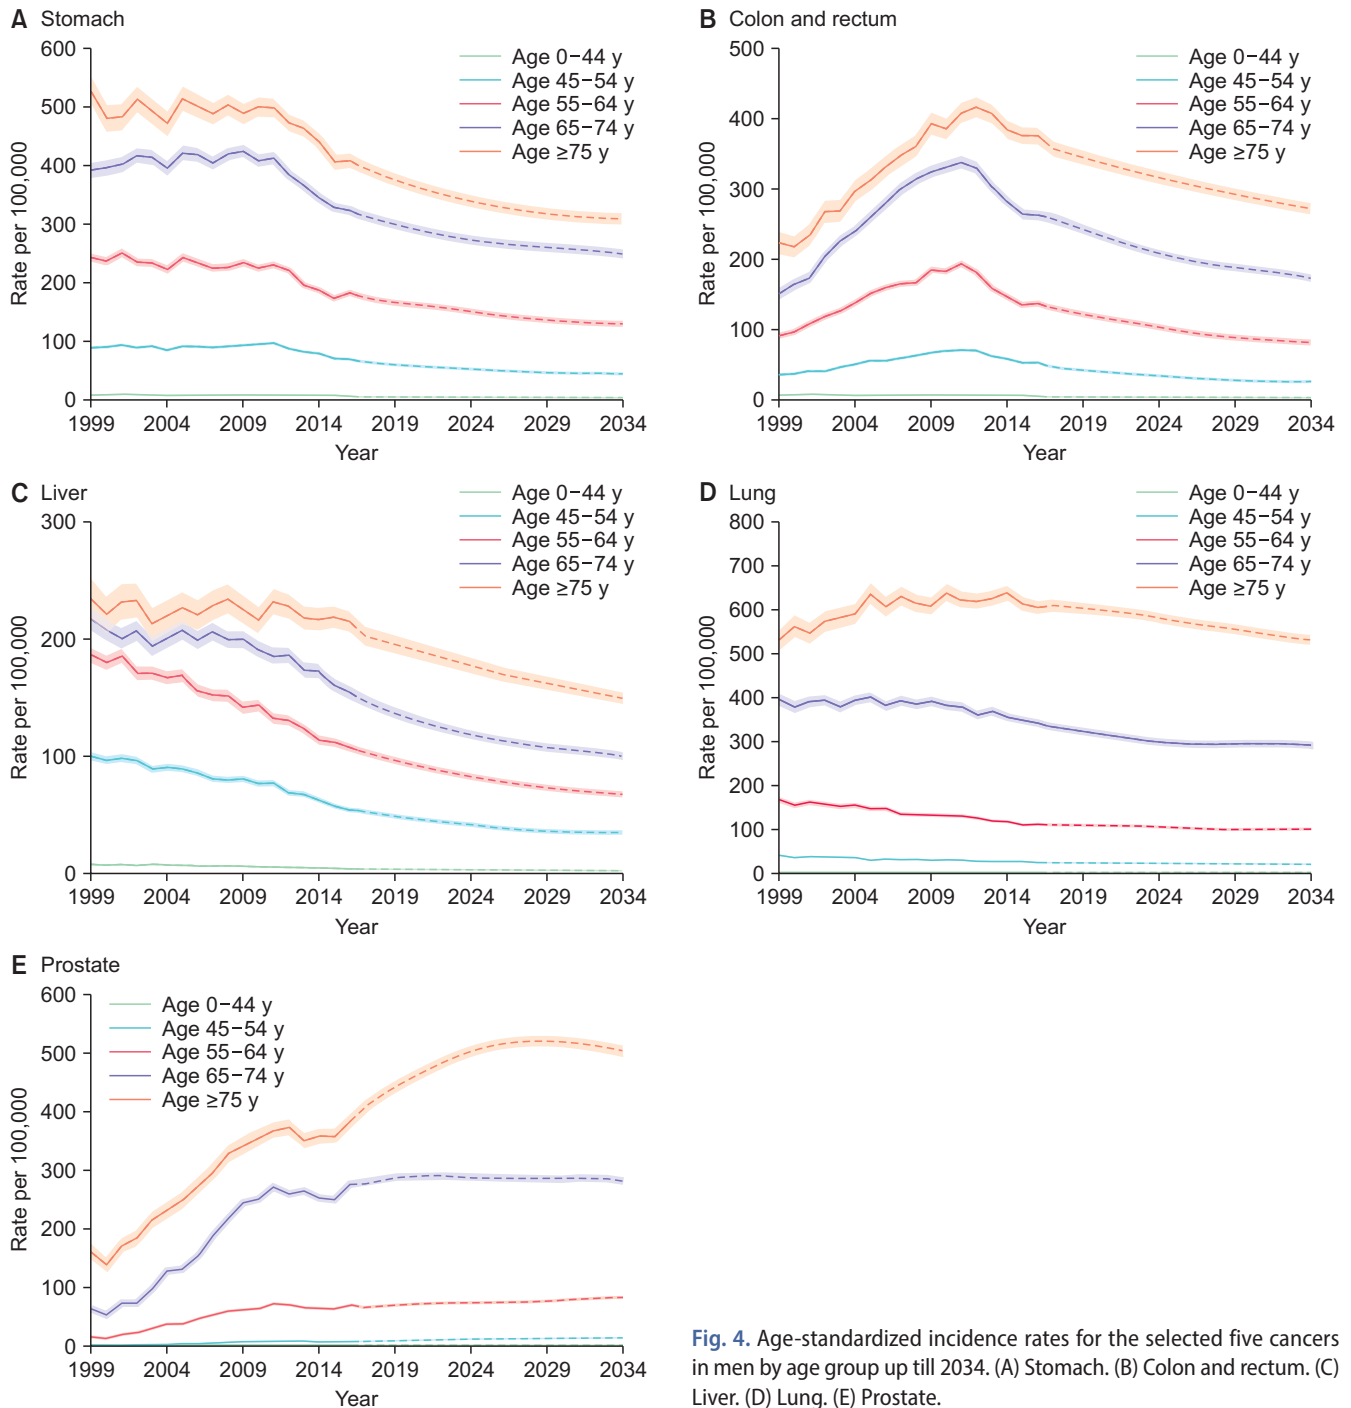 A Stomach
600
500
400
300
200
100
0
Rate per 100,000
Age 0−44 y
Age 45−54 y
Age 55−64 y
Age 65−74 y
Age ≥75 y
1999 2004 2009 2014 2019 2024 2029 2034
Year
B Colon and rectum
500
400
300
200
100
0
Rate per 100,000
Age 0−44 y
Age 45−54 y
Age 55−64 y
Age 65−74 y
Age ≥75 y
1999 2004 2009 2014 2019 2024 2029 2034
Year
C Liver
300
200
100
0
Rate per 100,000
Age 0−44 y
Age 45−54 y
Age 55−64 y
Age 65−74 y
Age ≥75 y
1999 2004 2009 2014 2019 2024 2029 2034
Year
D Lung
800
700
600
500
400
300
200
100
0
Rate per 100,000
Age 0−44 y
Age 45−54 y
Age 55−64 y
Age 65−74 y
Age ≥75 y
1999 2004 2009 2014 2019 2024 2029 2034
Year
E Prostate
600
500
400
300
200
100
0
Rate per 100,000
Age 0−44 y
Age 45−54 y
Age 55−64 y
Age 65−74 y
Age ≥75 y
1999 2004 2009 2014 2019 2024 2029 2034
Year
Fig. 4. Age-standardized incidence rates for the selected five cancers
in men by age group up till 2034. (A) Stomach. (B) Colon and rectum. (C)
Liver. (D) Lung. (E) Prostate.